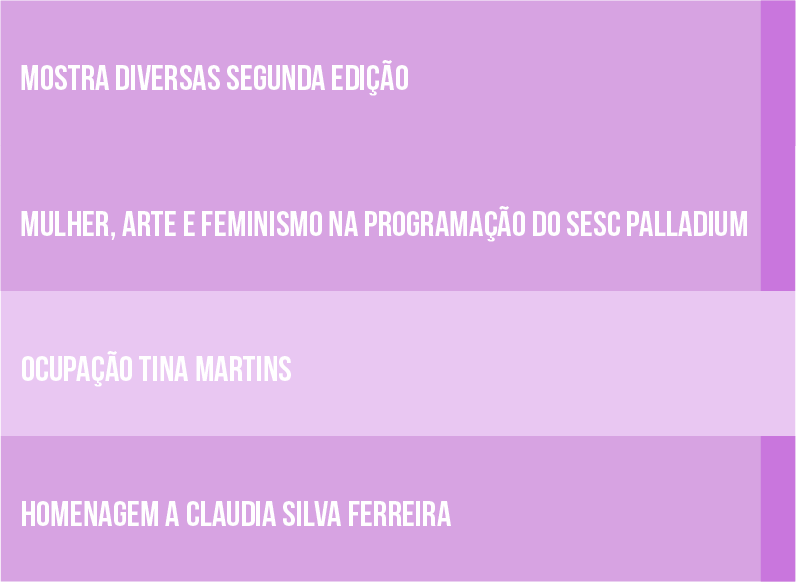 MOSTRA DIVERSAS SEGUNDA EDIÇÃO
MULHER, ARTE E FEMINISMO NA PROGRAMAÇÃO DO SESC PALLADIUM
OCUPAÇÃO TINA MARTINS
HOMENAGEM A CLAUDIA SILVA FERREIRA